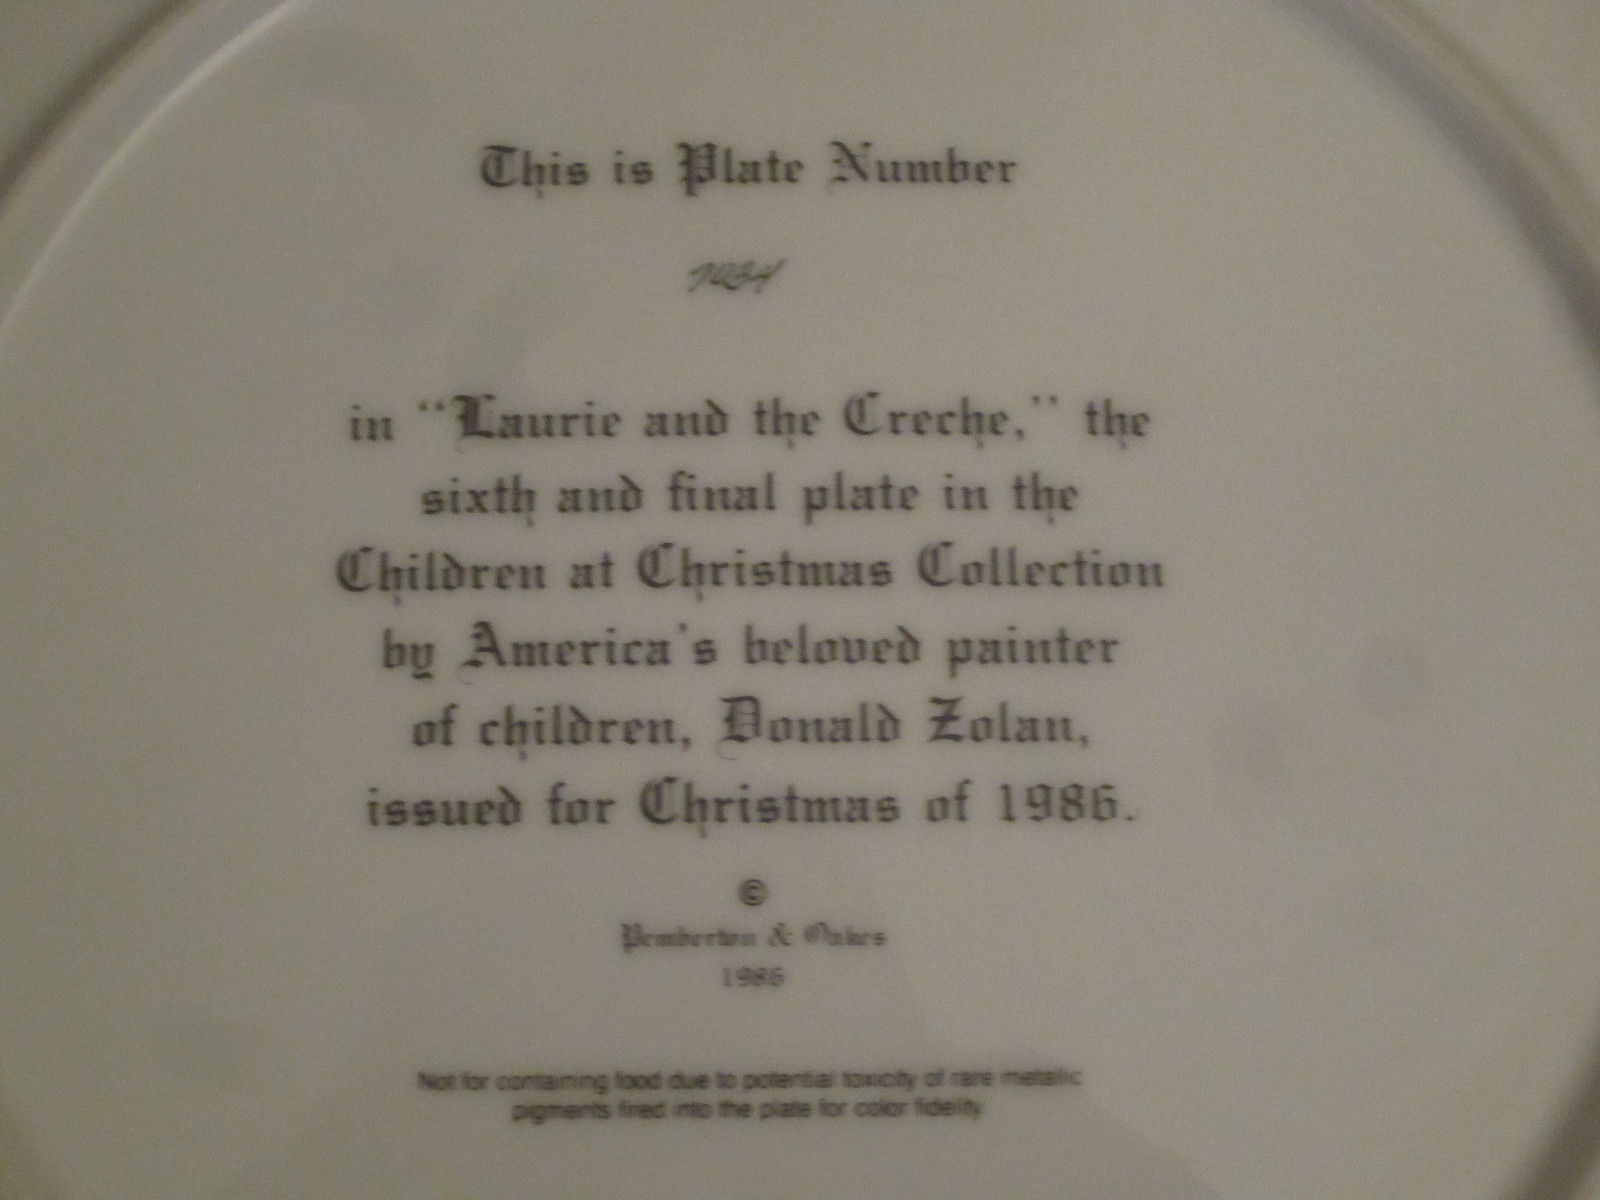 This is Plate Number
in “Laurie and the Creche,” the
sixth and final plate in the
Children at Christmas Collection
by America's beloved painter
of children, Donald Zolan,
issued for Christmas of 1986.
©
Pemberton & Oakes
1986
Not for containing food due to potential toxicity of rare metallic
pigments fired into the plate for color fidelity